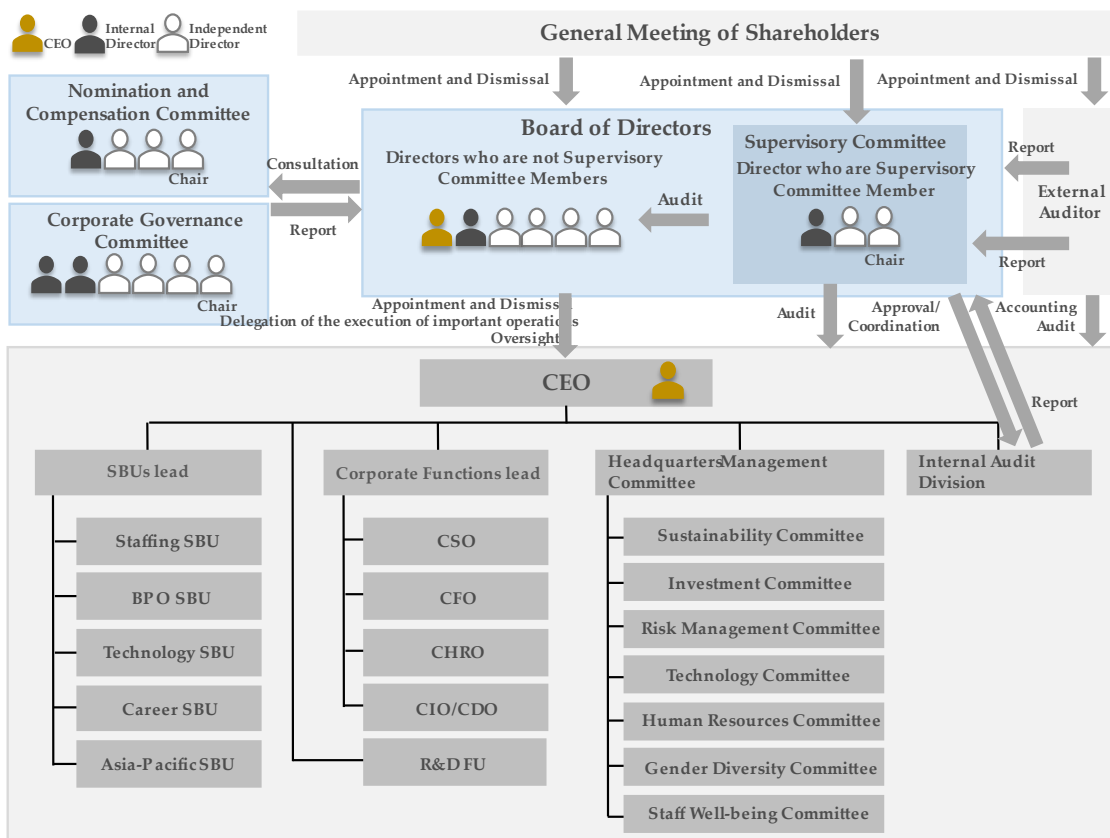 CEO
Internal
Director
Independent
Director
General Meeting of Shareholders
Appointment and Dismissal
Appointment and Dismissal
Appointment and Dismissal
Nomination and
Compensation Committee
Chair
Corporate Governance
Committee
Chair
Consultation
Report
Board of Directors
Directors who are not Supervisory
Committee Members
Audit
Supervisory Committee
Director who are Supervisory
Committee Member
Chair
Report
Report
External
Auditor
Appointment and Dismissal
Delegation of the execution of important operations
Oversight
Audit
Approval/
Coordination
Accounting
Audit
Report
CEO
SBUs lead
Staffing SBU
BPO SBU
Technology SBU
Career SBU
Asia-Pacific SBU
Corporate Functions lead
CSO
CFO
CHRO
CIO/CDO
R&D FU
Headquarters Management
Committee
Sustainability Committee
Investment Committee
Risk Management Committee
Technology Committee
Human Resources Committee
Gender Diversity Committee
Staff Well-being Committee
Internal Audit
Division